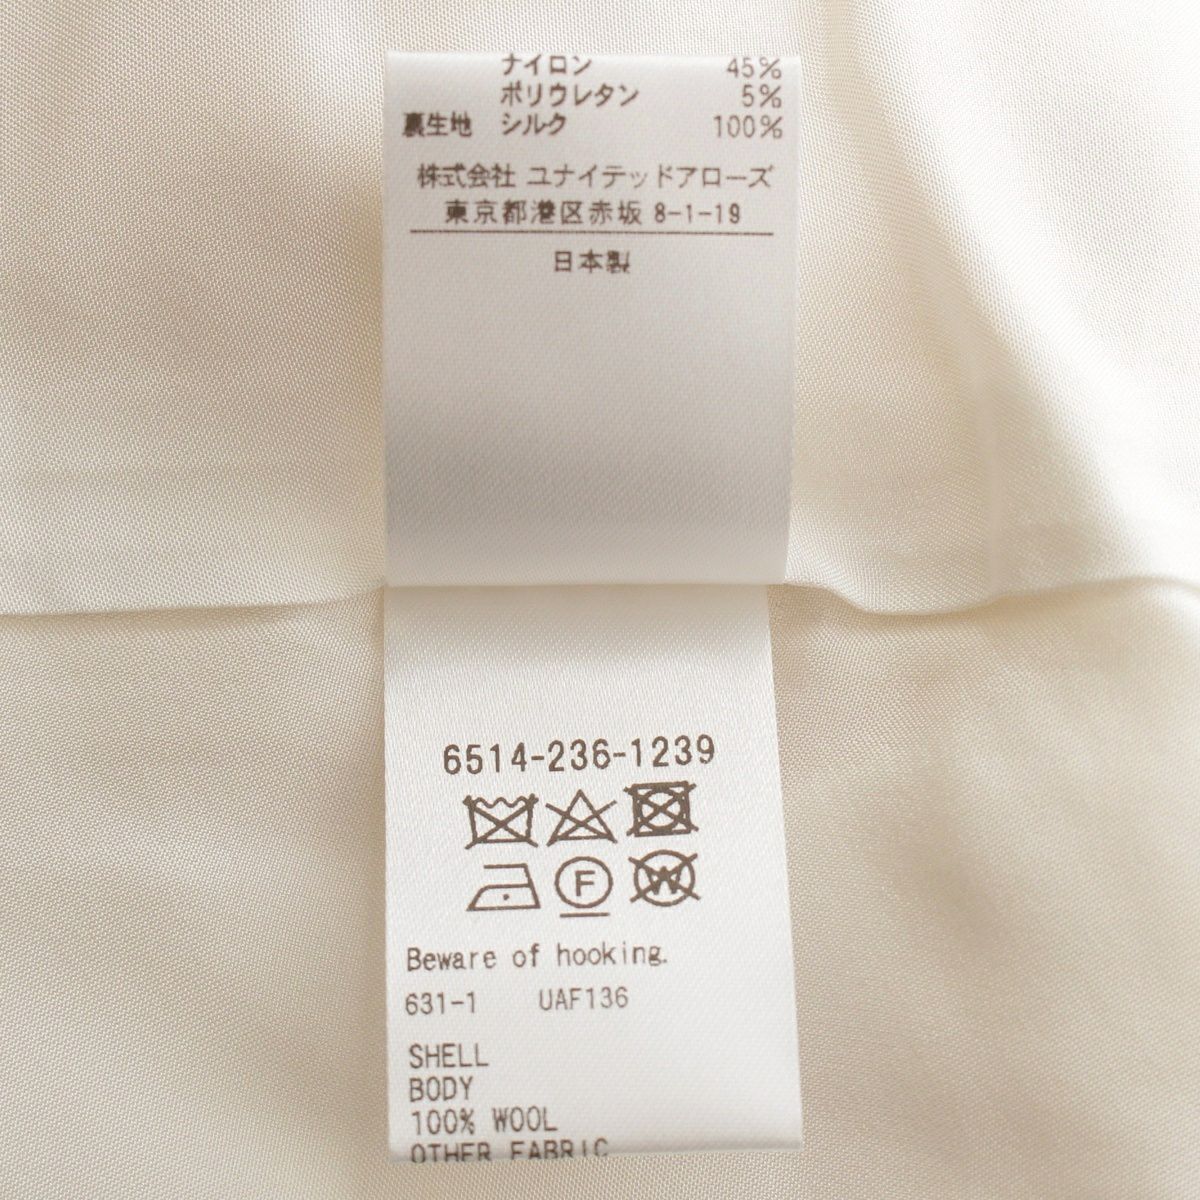 ナイロン 45%
ポリウレタン 5%
裏生地 シルク 100%
株式会社 ユナイテッドアローズ
東京都港区赤坂 8-1-19
日本製
6514-236-1239
F W
Beware of hooking.
631-1 UAF136
SHELL
BODY
100% WOOL
OTHER FABRIC